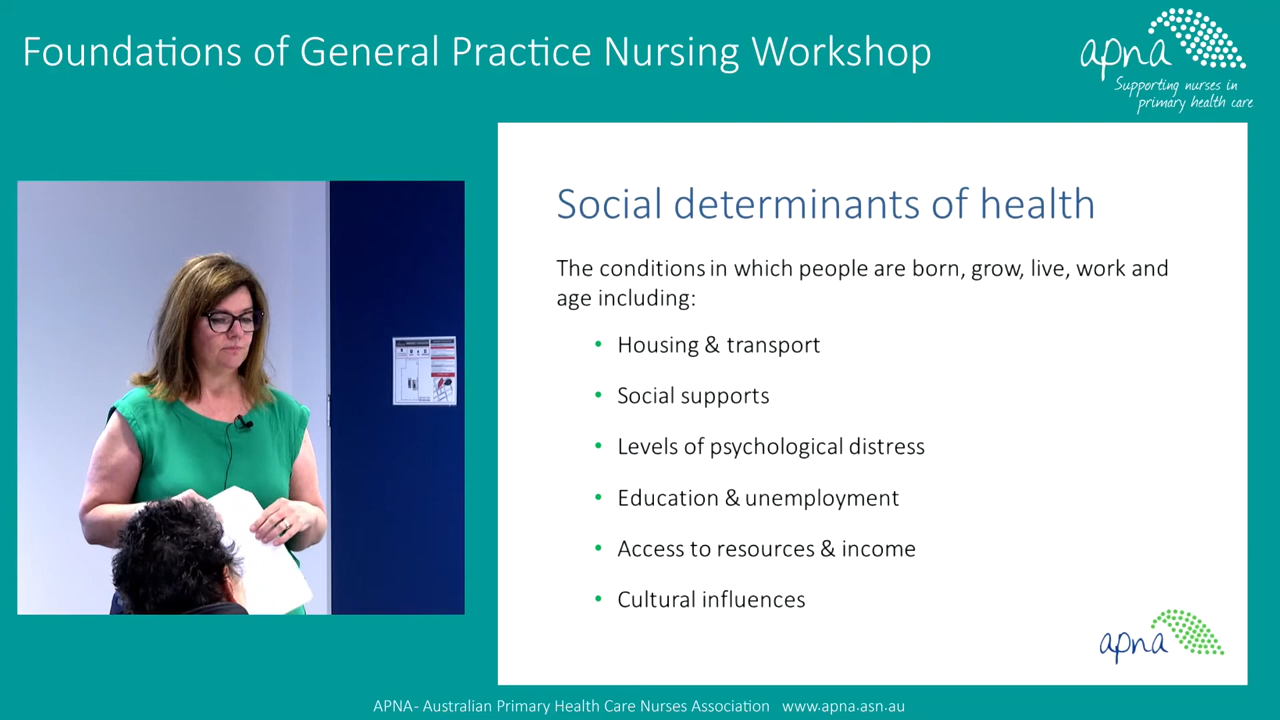 Foundations of General Practice Nursing Workshop
apna
Supporting nurses in
primary health care
Social determinants of health
The conditions in which people are born, grow, live, work and
age including:
• Housing & transport
• Social supports
• Levels of psychological distress
• Education & unemployment
• Access to resources & income
• Cultural influences
apna
APNA- Australian Primary Health Care Nurses Association www.apna.asn.au